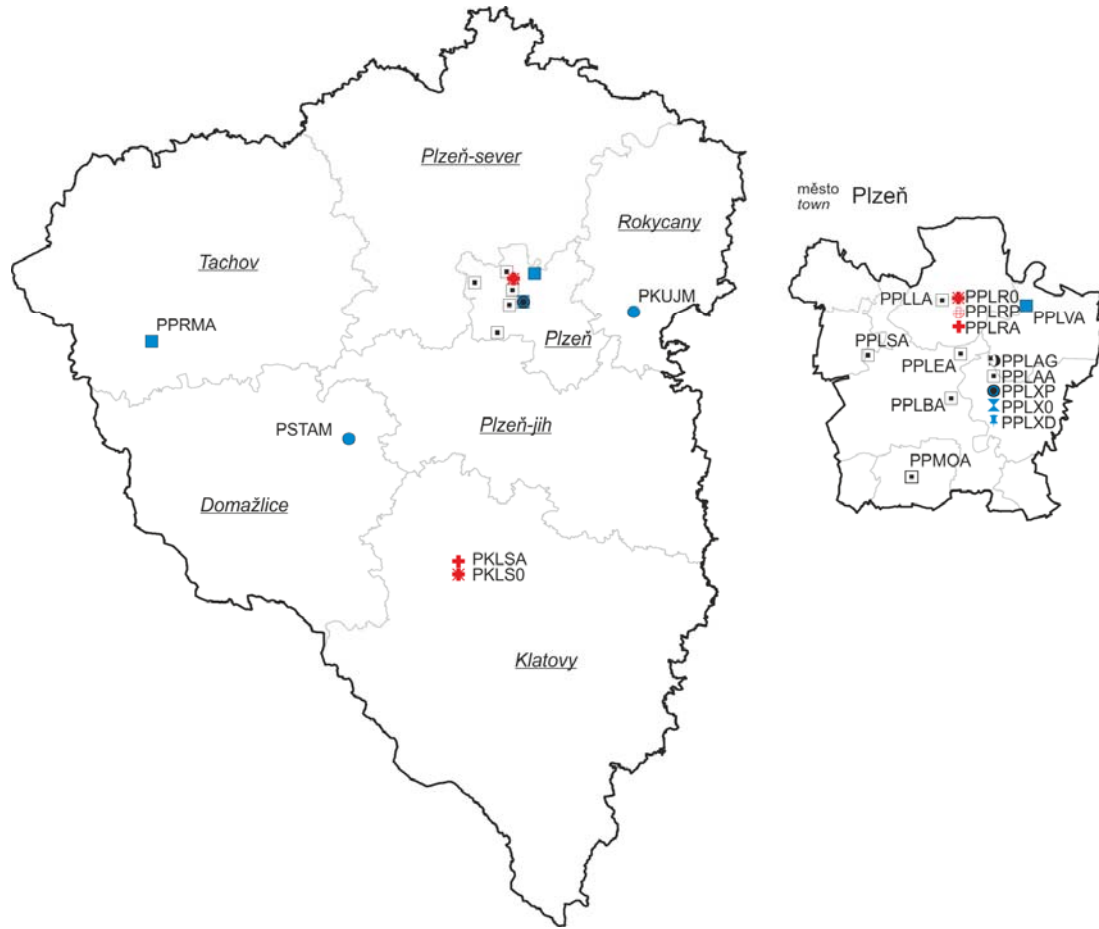 Plzeň-sever
Rokycany
Tachov
PKUJM
PPRMA
Plzeň
PSTAM
Plzeň-jih
Domažlice
PKLSA
PKLS0
Klatovy
město
town
Plzeň
PPLLA
PPLR0
PPLRP
PPLRA
PPLVA
PPLSA
PPLEA
PPLAG
PPLAA
PPLXP
PPLX0
PPLXD
PPLBA
PPMOA